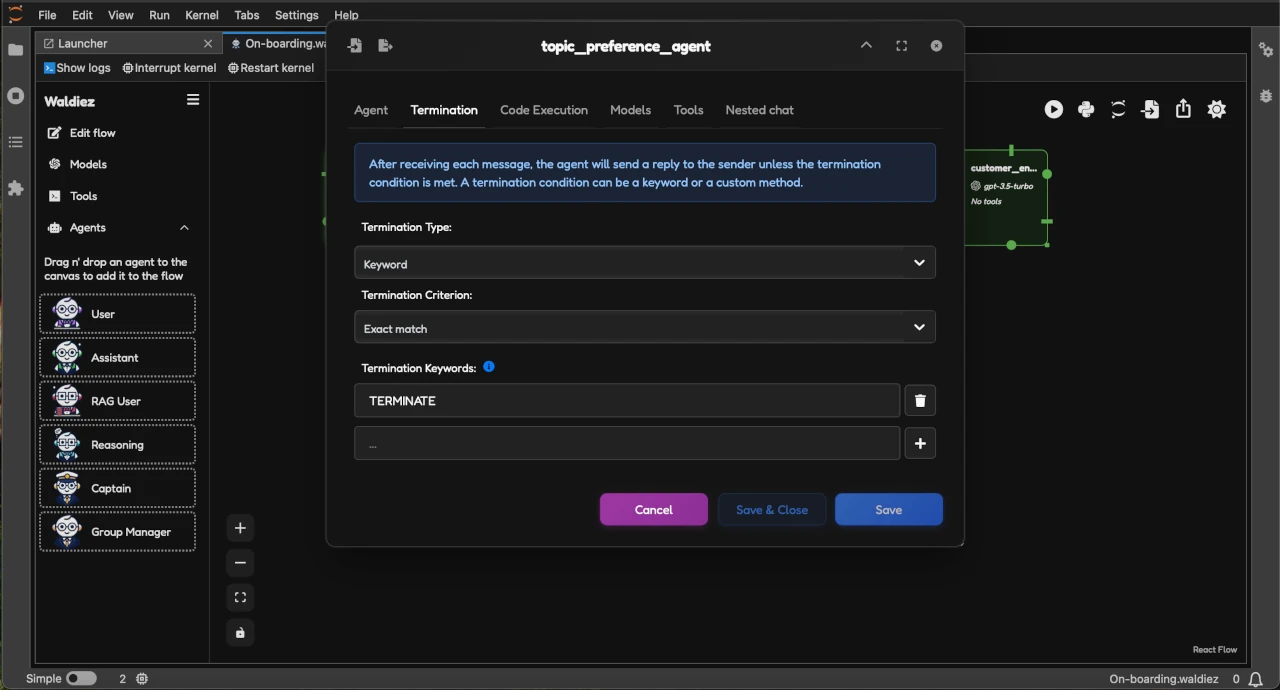 File Edit View Run Kernel Tabs Settings Help
Launcher
On-boarding.wa
Show logs Interrupt kernel Restart kernel
Waldiez
Edit flow
Models
Tools
Agents
Drag n' drop an agent to the
canvas to add it to the flow
User
Assistant
RAG User
Reasoning
Captain
Group Manager
topic_preference_agent
Agent Termination Code Execution Models Tools Nested chat
After receiving each message, the agent will send a reply to the sender unless the termination
condition is met. A termination condition can be a keyword or a custom method.
Termination Type:
Keyword
Termination Criterion:
Exact match
Termination Keywords:
TERMINATE
...
Cancel Save & Close Save
customer_en...
gpt-3.5-turbo
No tools
React Flow
Simple 2 On-boarding.waldiez 0